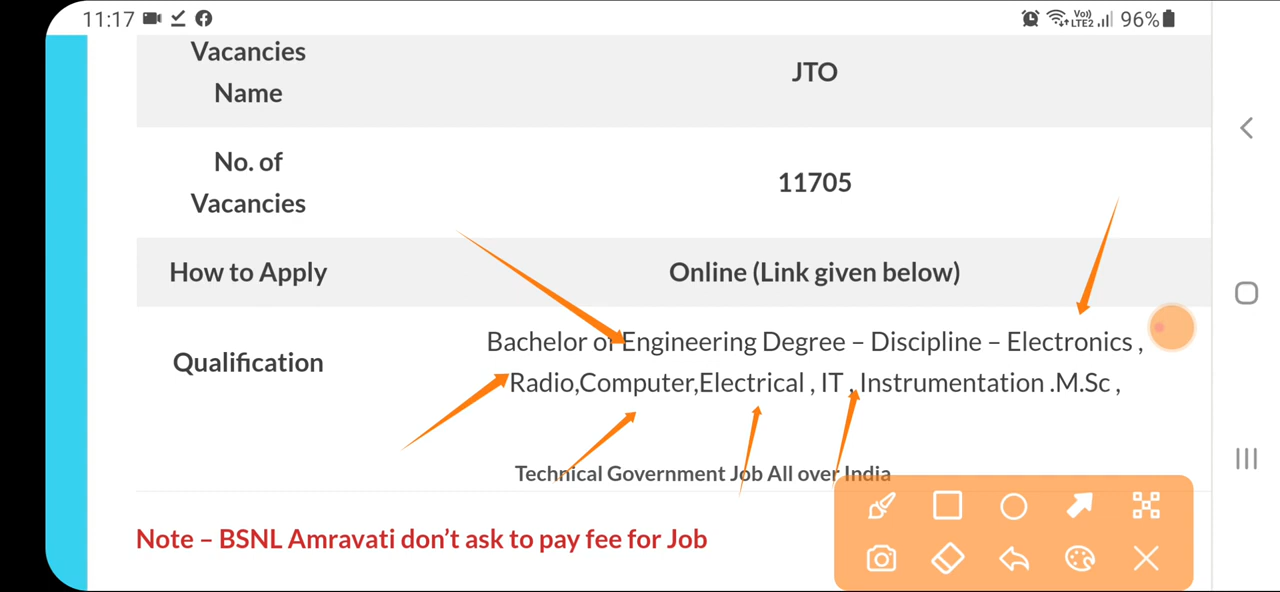 11:17
Vo)) LTE2 96%
Vacancies
Name
JTO
No. of
Vacancies
11705
How to Apply
Online (Link given below)
Qualification
Bachelor of Engineering Degree – Discipline – Electronics ,
Radio,Computer,Electrical , IT , Instrumentation .M.Sc ,
Technical Government Job All over India
Note – BSNL Amravati don't ask to pay fee for Job